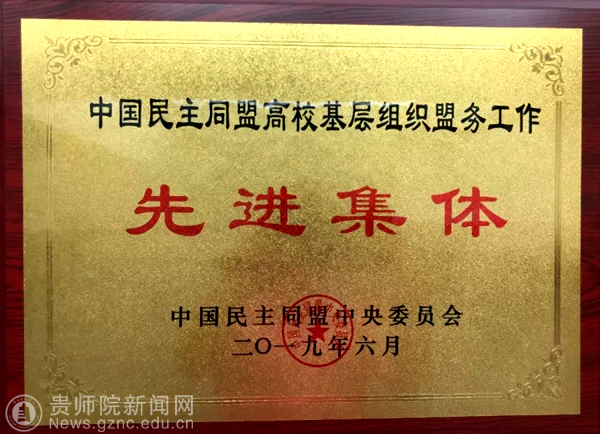 中国民主同盟高校基层组织盟务工作
先进集体
中国民主同盟中央委员会
二〇一九年六月
贵师院新闻网
News.gznc.edu.cn